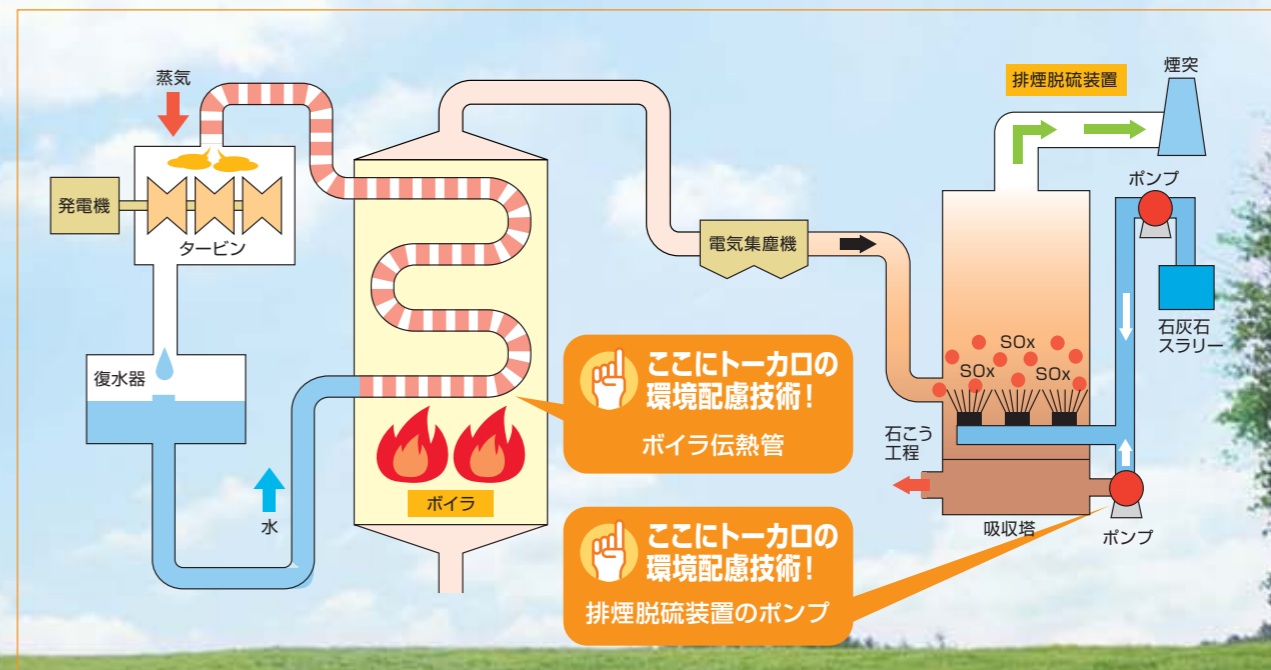 蒸気
発電機
タービン
復水器
水
ボイラ
電気集塵機
排煙脱硫装置
煙突
ポンプ
石灰石
スラリー
SOx
SOx
SOx
石こう
工程
吸収塔
ポンプ
ここにトーカロの
環境配慮技術!
ボイラ伝熱管
ここにトーカロの
環境配慮技術!
排煙脱硫装置のポンプ